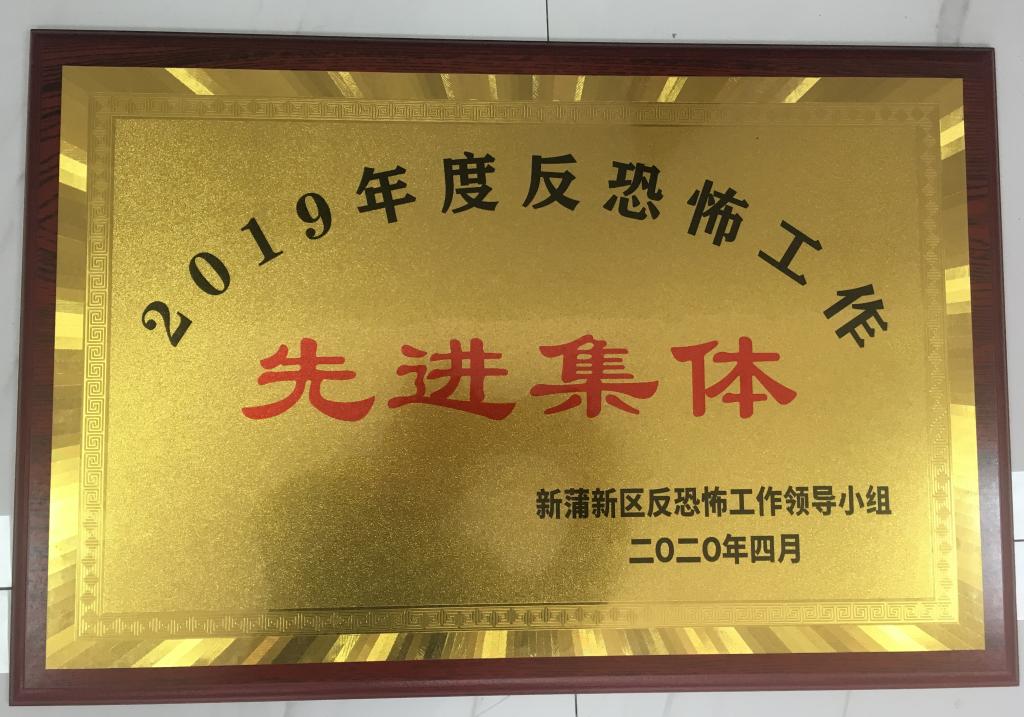 2019年度反恐怖工作
先进集体
新蒲新区反恐怖工作领导小组
二〇二〇年四月